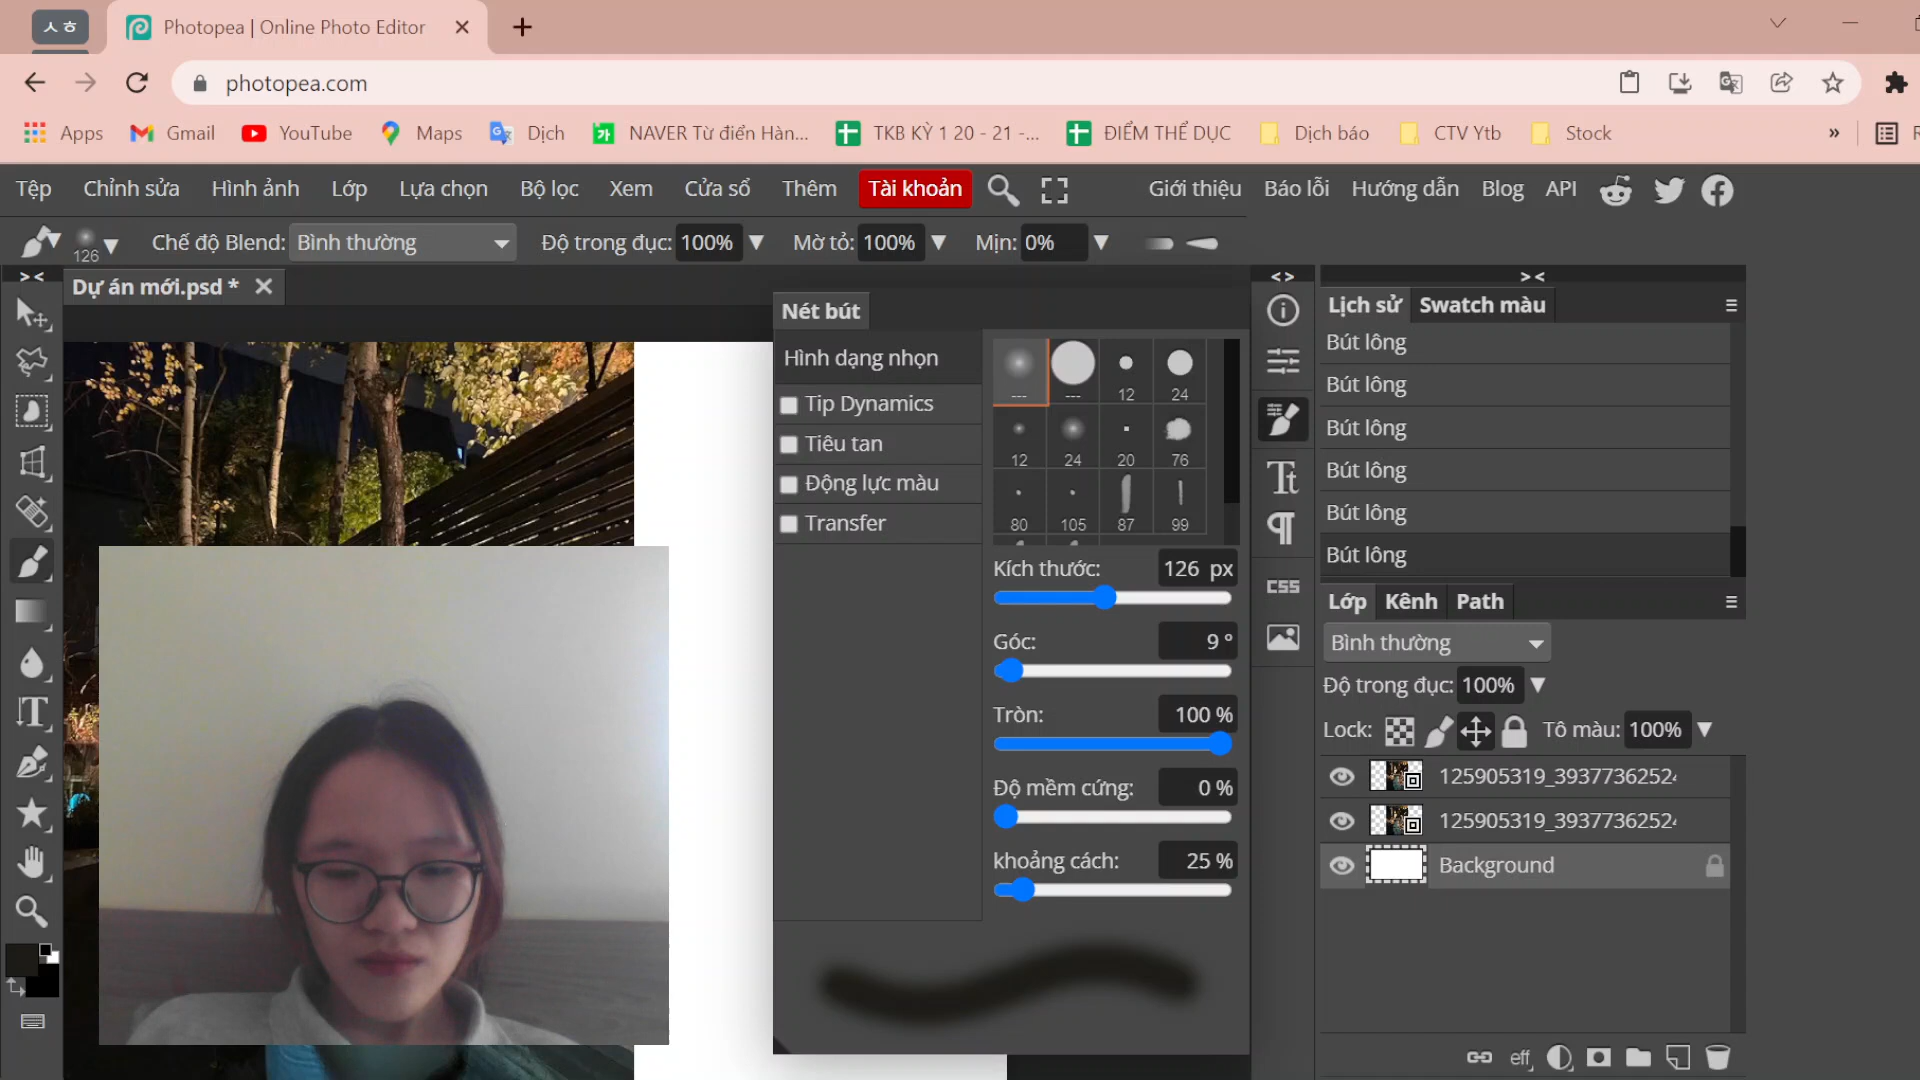 ㅅㅎ
Photopea | Online Photo Editor
photopea.com
Apps Gmail YouTube Maps Dịch NAVER Từ điển Hàn... TKB KỲ 1 20 - 21 -... ĐIỂM THỂ DỤC Dịch báo CTV Ytb Stock »
Tệp Chỉnh sửa Hình ảnh Lớp Lựa chọn Bộ lọc Xem Cửa sổ Thêm Tài khoản Giới thiệu Báo lỗi Hướng dẫn Blog API
126 Chế độ Blend: Bình thường Độ trong đục: 100% Mờ tỏ: 100% Mịn: 0%
Dự án mới.psd *
Nét bút
Hình dạng nhọn
Tip Dynamics
Tiêu tan
Động lực màu
Transfer
--- --- 12 24
12 24 20 76
80 105 87 99
Kích thước: 126 px
Góc: 9 °
Tròn: 100 %
Độ mềm cứng: 0 %
khoảng cách: 25 %
CSS
Lịch sử Swatch màu
Bút lông
Bút lông
Bút lông
Bút lông
Bút lông
Bút lông
Lớp Kênh Path
Bình thường
Độ trong đục: 100%
Lock: Tô màu: 100%
125905319_39377362524
125905319_39377362524
Background
eff